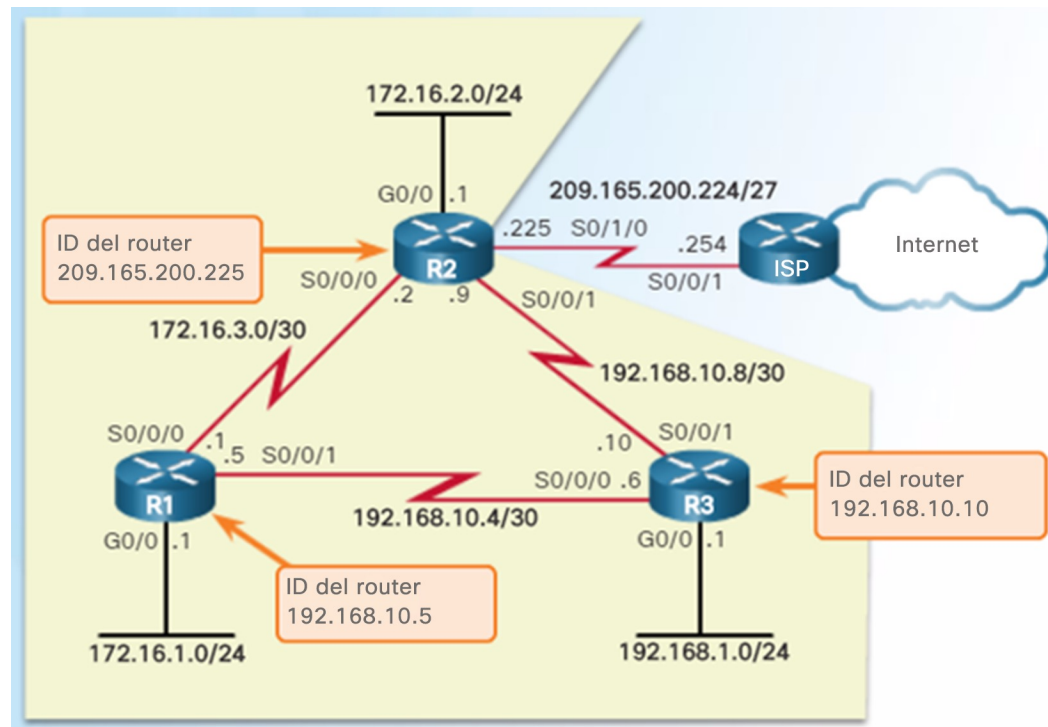 172.16.2.0/24
G0/0 .1
209.165.200.224/27
.225 S0/1/0
.254
Internet
ID del router
209.165.200.225
R2
ISP
S0/0/0
.2
.9
S0/0/1
S0/0/1
172.16.3.0/30
192.168.10.8/30
S0/0/0
.1
.5 S0/0/1
.10
S0/0/1
S0/0/0 .6
ID del router
192.168.10.10
R1
R3
192.168.10.4/30
G0/0 .1
G0/0 .1
ID del router
192.168.10.5
172.16.1.0/24
192.168.1.0/24